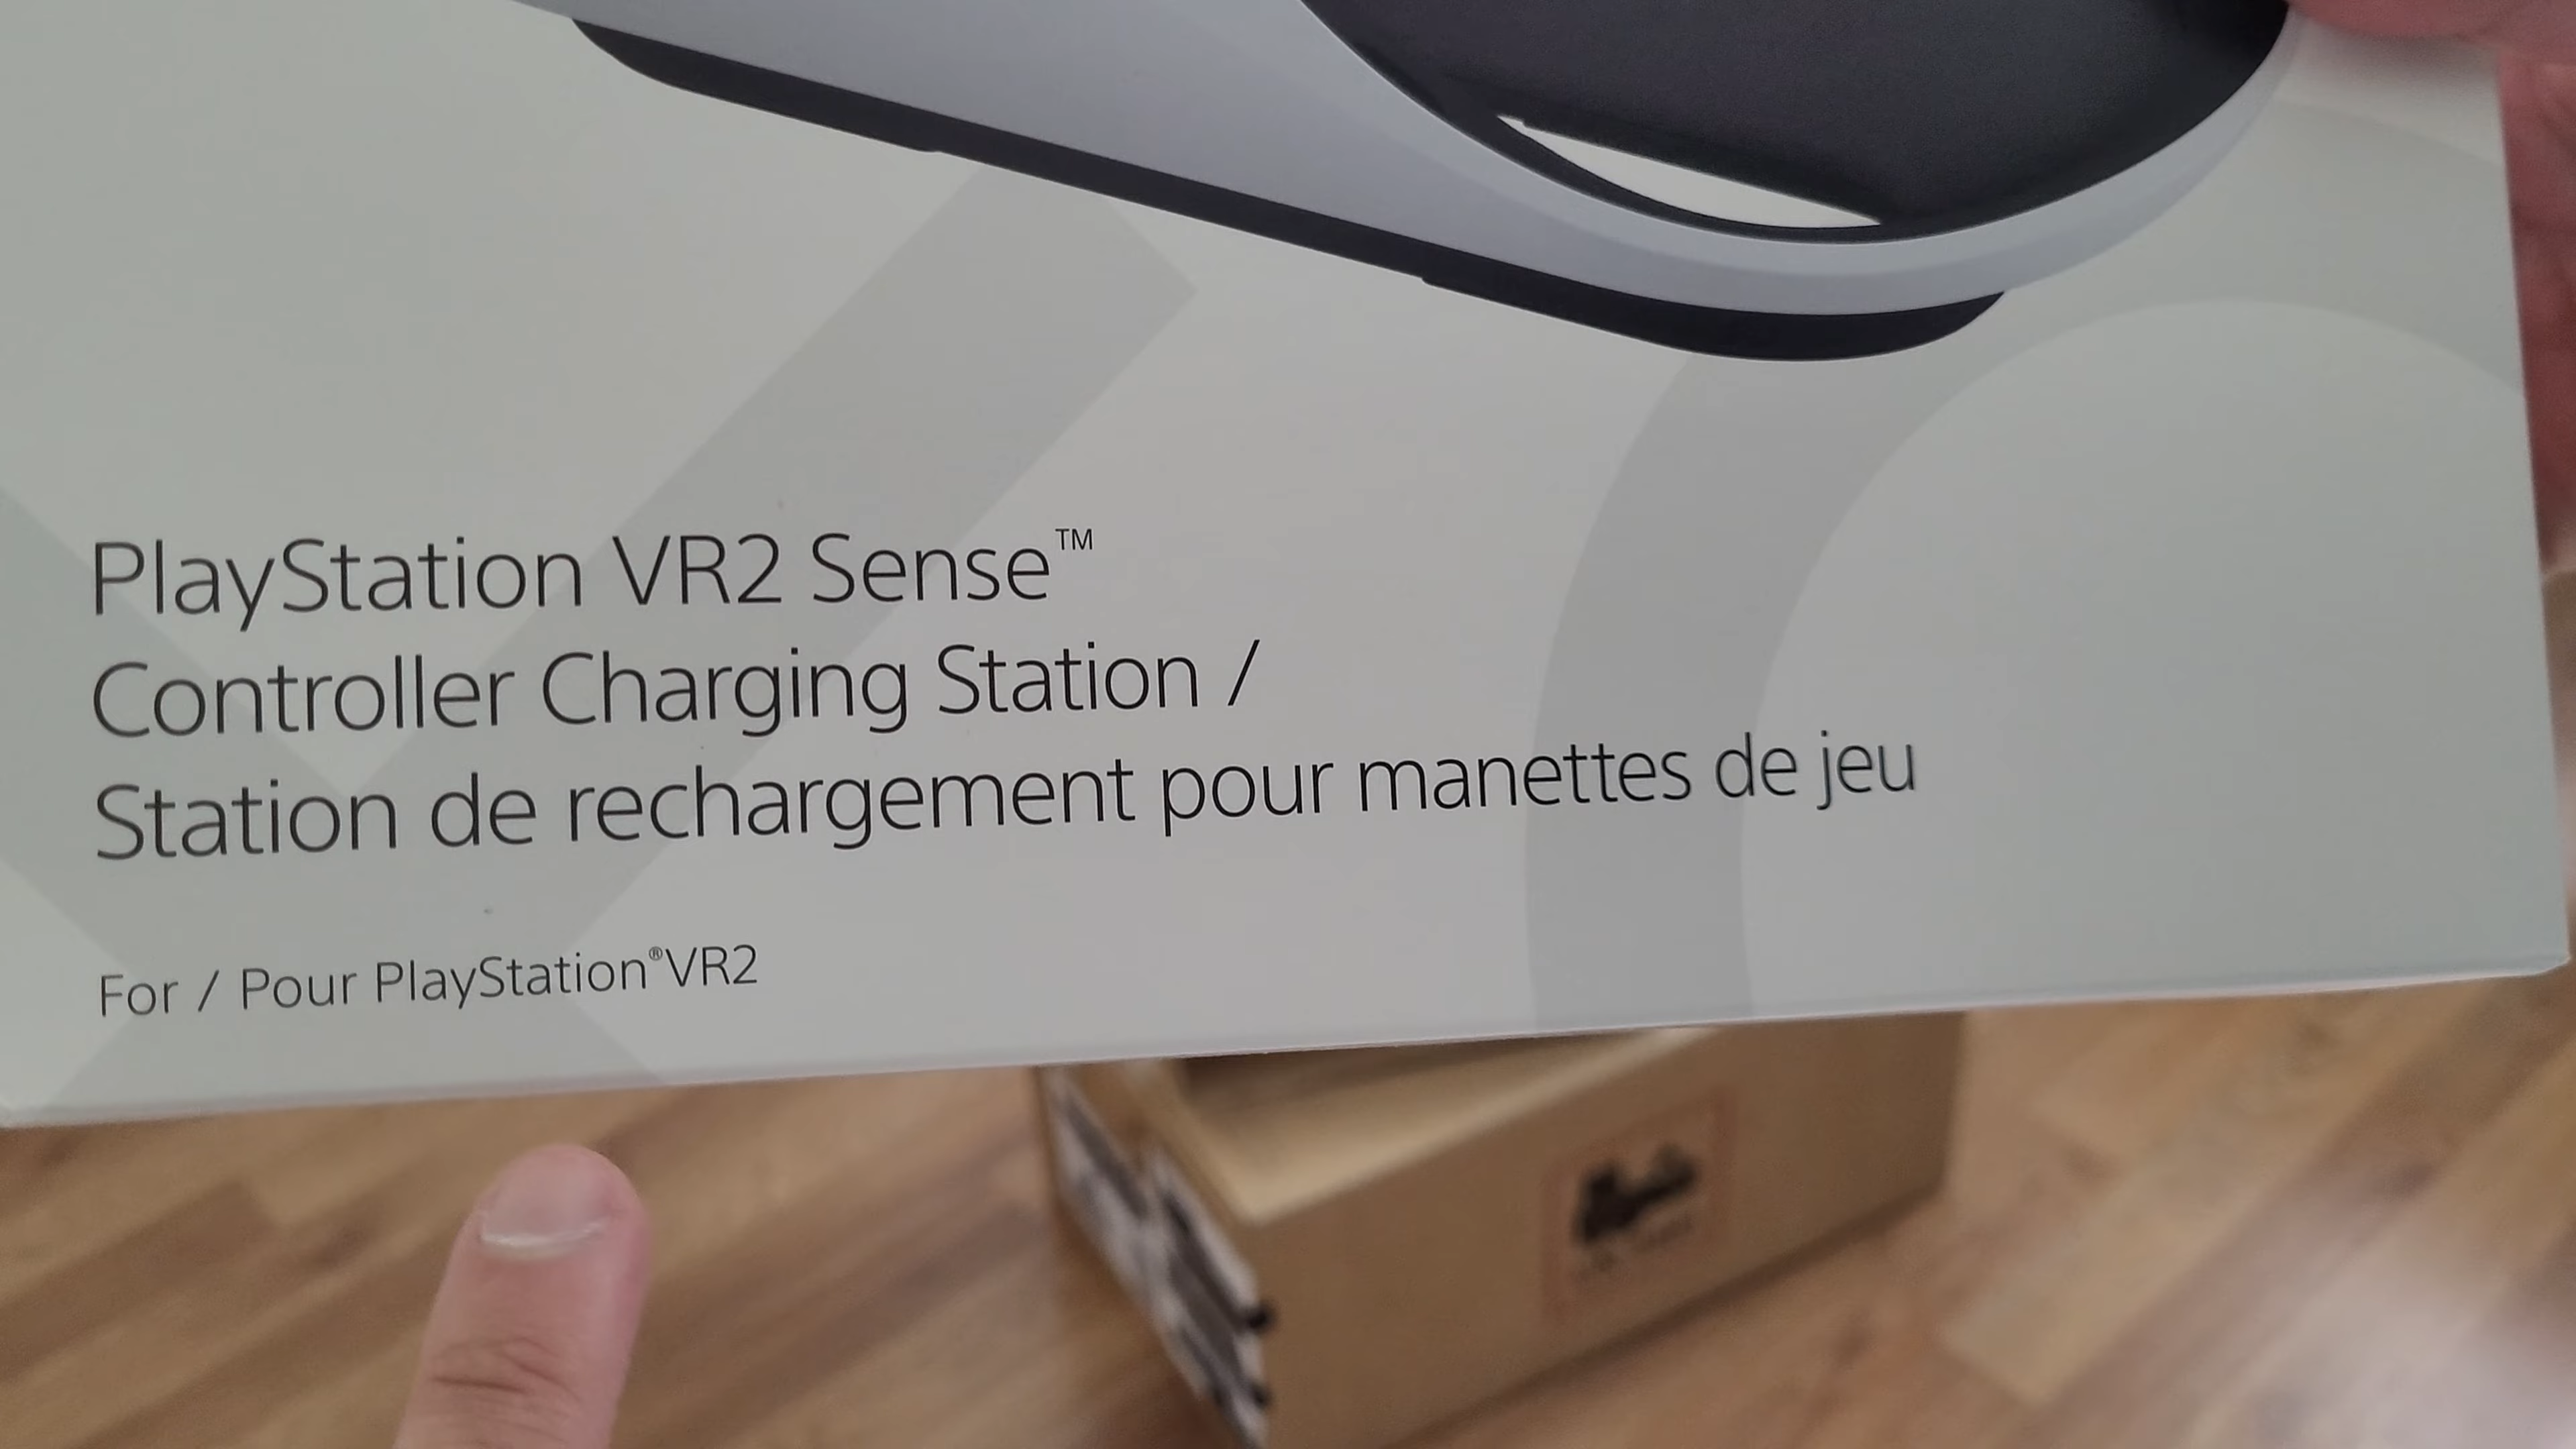 PlayStation VR2 Sense™
Controller Charging Station /
Station de rechargement pour manettes de jeu
For / Pour PlayStation®VR2